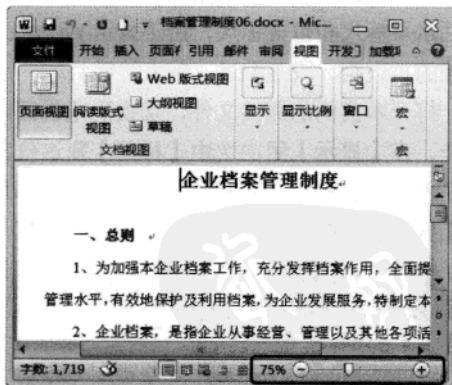 档案管理制度06.docx - Mic...
文件 开始 插入 页面布 引用 邮件 审阅 视图 开发工 加载项
页面视图 阅读版式视图 Web 版式视图 大纲视图 草稿 显示 显示比例 窗口 宏
文档视图 宏
企业档案管理制度
一、总则
1、为加强本企业档案工作，充分发挥档案作用，全面提
管理水平，有效地保护及利用档案，为企业发展服务，特制定本
2、企业档案，是指企业从事经营、管理以及其他各项活
字数: 1,719 75%